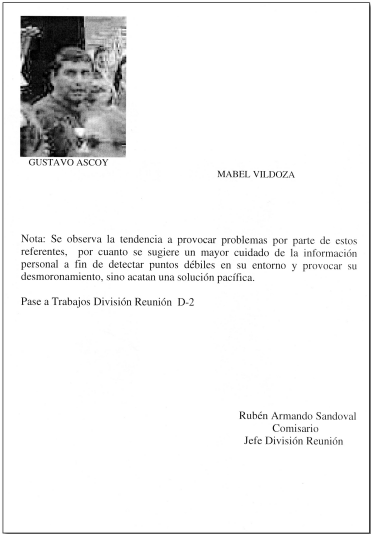 GUSTAVO ASCOY
MABEL VILDOZA
Nota: Se observa la tendencia a provocar problemas por parte de estos
referentes, por cuanto se sugiere un mayor cuidado de la información
personal a fin de detectar puntos débiles en su entorno y provocar su
desmoronamiento, sino acatan una solución pacífica.
Pase a Trabajos División Reunión D-2
Rubén Armando Sandoval
Comisario
Jefe División Reunión